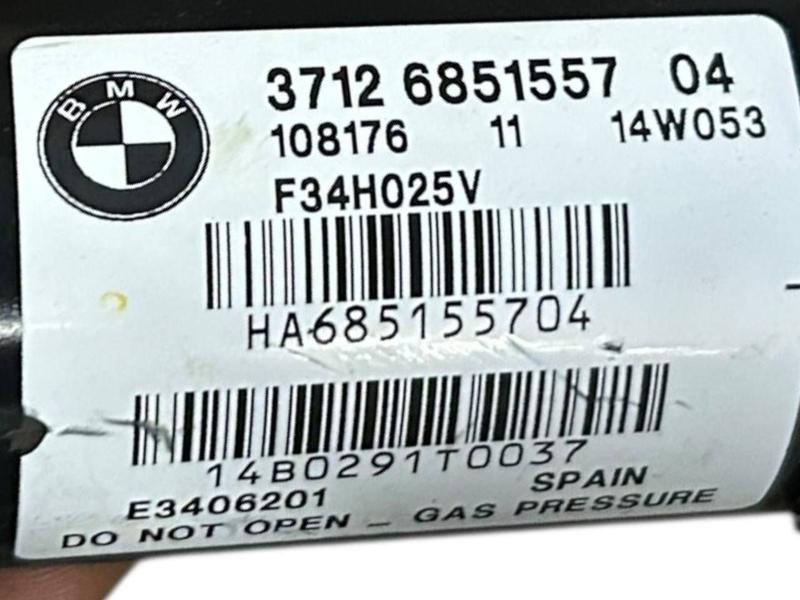 BMW
3712 6851557 04
108176 11 14W053
F34H025V
HA685155704
14B0291T0037
E3406201 SPAIN
DO NOT OPEN - GAS PRESSURE